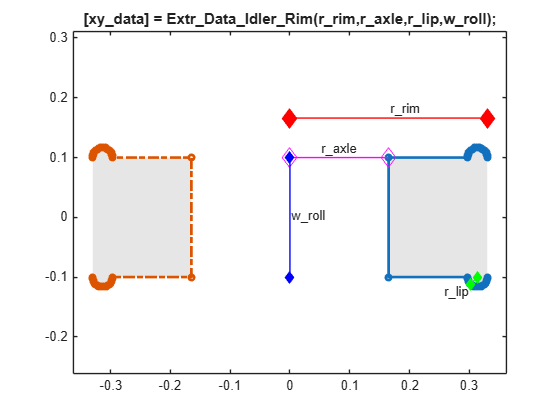 [xy_data] = Extr_Data_Idler_Rim(r_rim,r_axle,r_lip,w_roll);
0.3
0.2
r_rim
r_axle
0.1
w_roll
0
-0.1
r_lip
-0.2
-0.3 -0.2 -0.1 0 0.1 0.2 0.3